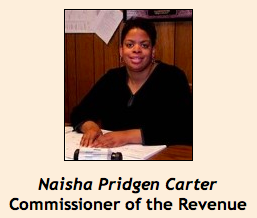 Naisha Pridgen Carter
Commissioner of the Revenue